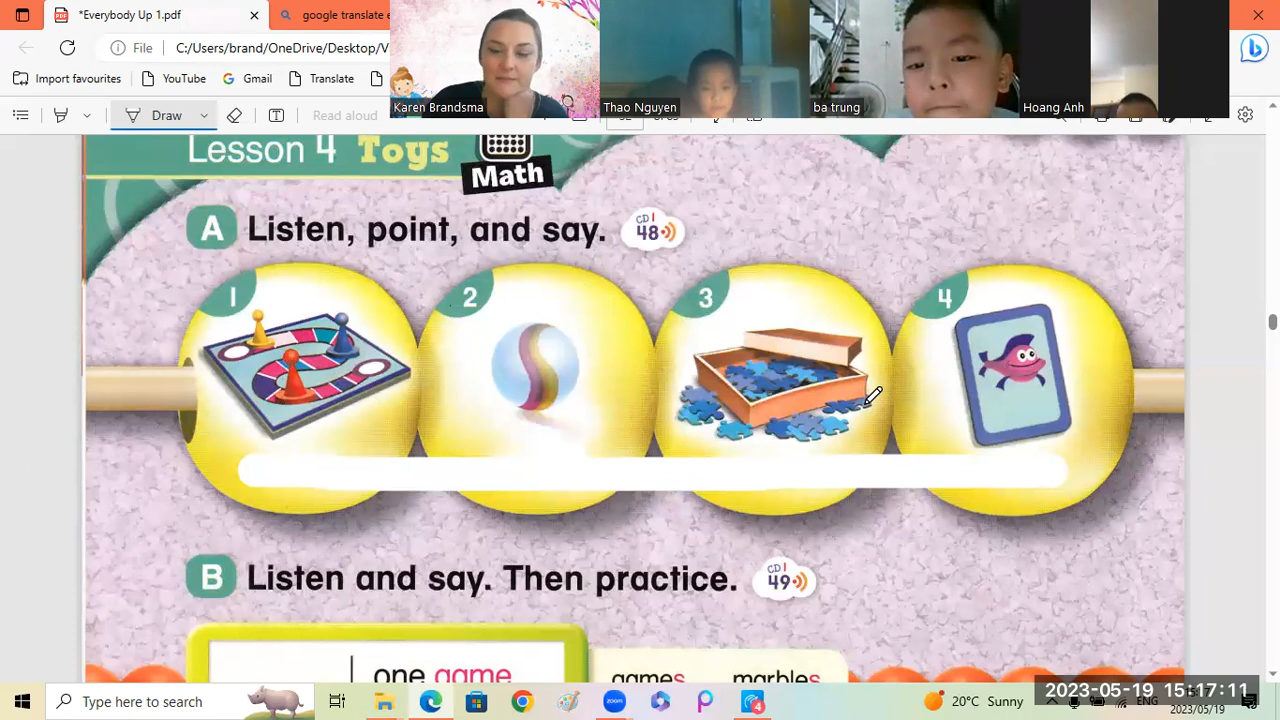 *Everybody Up 1.pdf
google translate e
File
C:/Users/brand/OneDrive/Desktop/V
Import favourites
YouTube
Gmail
Translate
Karen Brandsma
Thao Nguyen
ba trung
Hoang Anh
Draw
Read aloud
Lesson 4 Toys
Math
A Listen, point, and say. CD 1 48
1
2
3
4
B Listen and say. Then practice. CD 1 49
one game
games
marbles
Type here to search
4
20°C Sunny
ENG
2023-05-19 15:17:11
2023/05/19